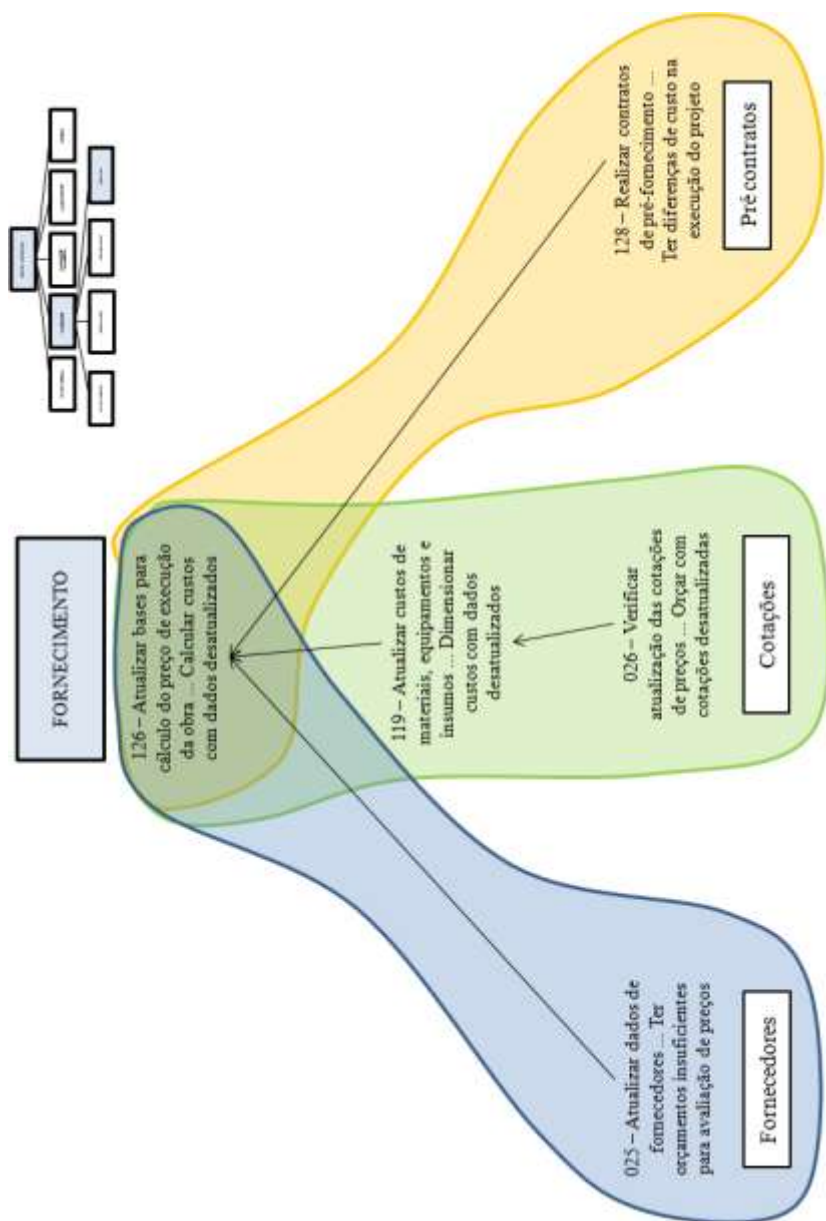 FORNECIMENTO
126 – Atualizar bases para
cálculo do preço de execução
da obra ... Calcular custos
com dados desatualizados
119 – Atualizar custos de
materiais, equipamentos e
insumos ... Dimensionar
custos com dados
desatualizados
025 – Atualizar dados de
fornecedores ... Ter
orçamentos insuficientes
para avaliação de preços
026 – Verificar
atualização das cotações
de preços ... Orçar com
cotações desatualizadas
128 – Realizar contratos
de pré-fornecimento ...
Ter diferenças de custo na
execução do projeto
Fornecedores
Cotações
Pré contratos